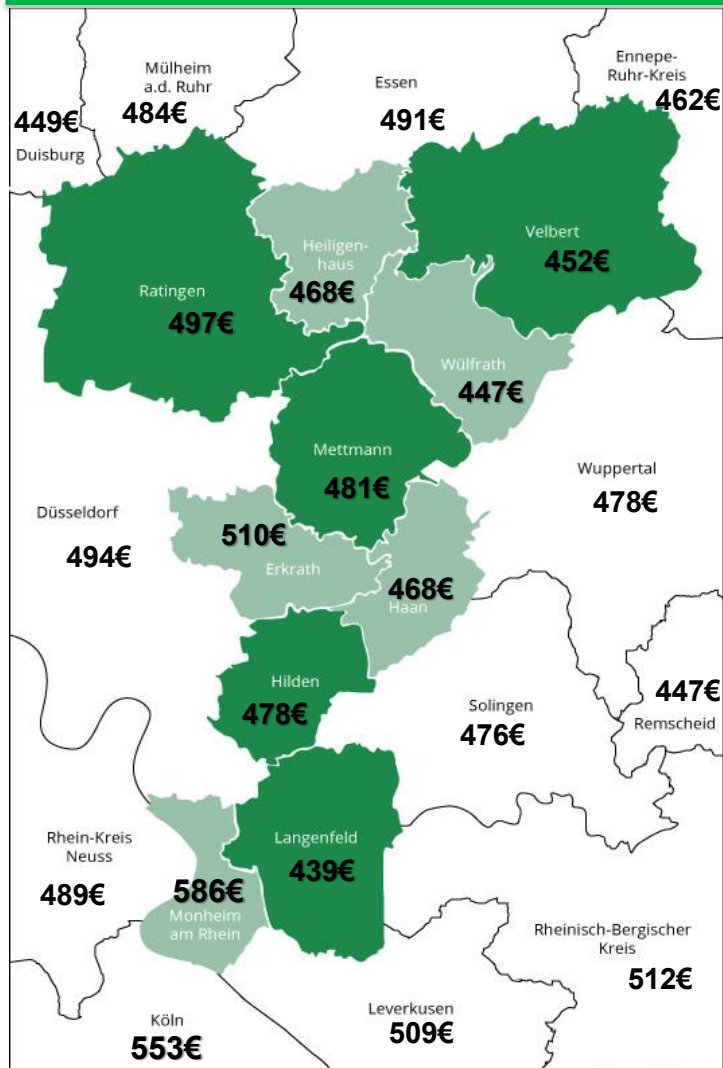 Mülheim
a.d. Ruhr
484€
Essen
491€
Ennepe-
Ruhr-Kreis
462€
449€
Duisburg
Heiligen-
haus
468€
Velbert
452€
Ratingen
497€
Wülfrath
447€
Mettmann
481€
Wuppertal
478€
Düsseldorf
494€
510€
Erkrath
468€
Haan
Hilden
478€
Solingen
476€
447€
Remscheid
Rhein-Kreis
Neuss
489€
Langenfeld
439€
586€
Monheim
am Rhein
Rheinisch-Bergischer
Kreis
512€
Köln
553€
Leverkusen
509€